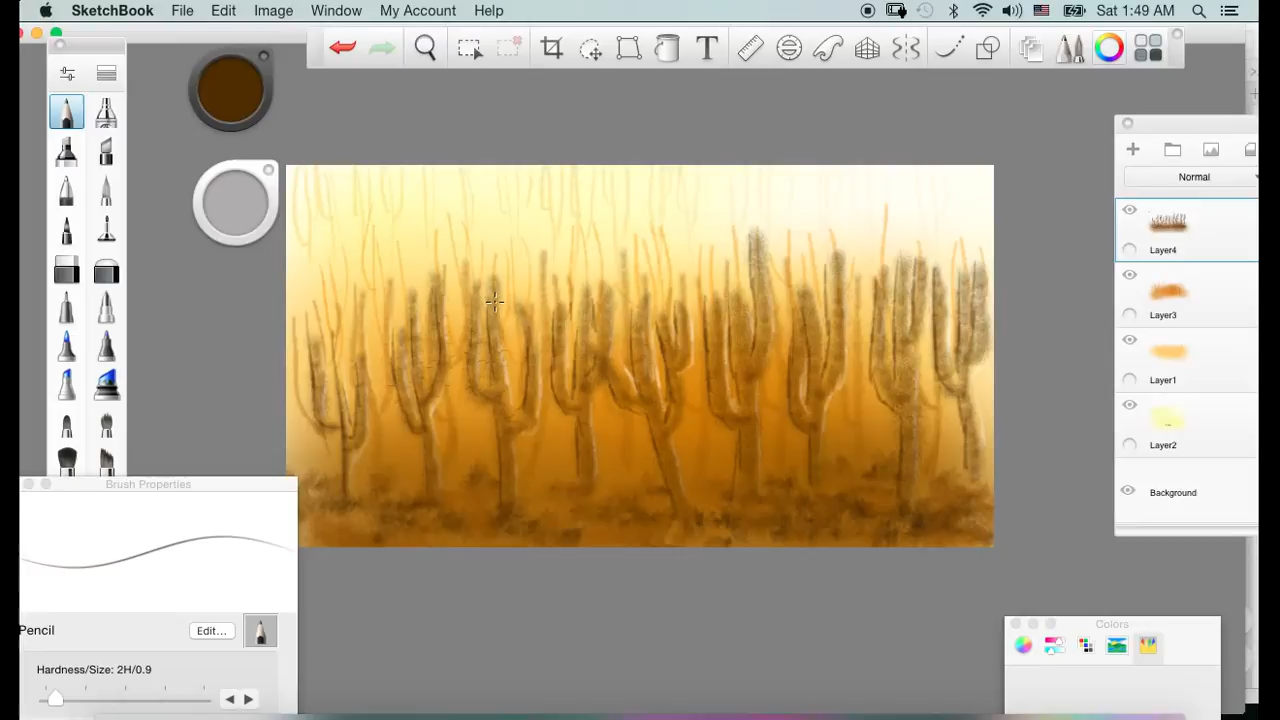 SketchBook File Edit Image Window My Account Help Sat 1:49 AM
T
Normal
Layer4
Layer3
Layer1
Layer2
Background
Brush Properties
Pencil Edit...
Hardness/Size: 2H/0.9
Colors